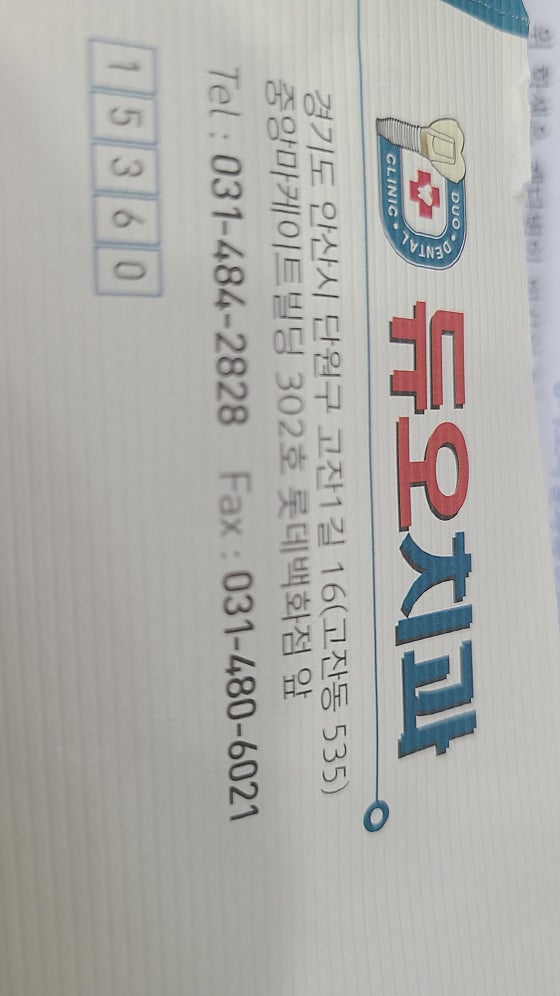 DUO · DENTAL
CLINIC ·
듀오치과
경기도 안산시 단원구 고잔1길 16(고잔동 535)
중앙마케이트빌딩 302호 롯데백화점 앞
Tel : 031-484-2828 Fax : 031-480-6021
15360